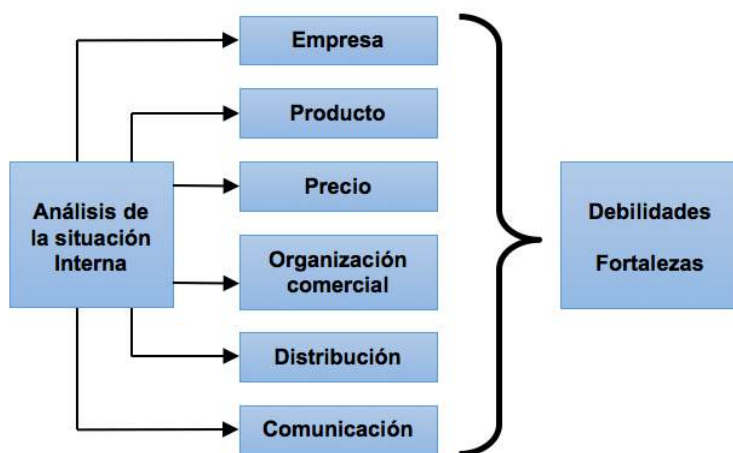 Análisis de
la situación
Interna
Empresa
Producto
Precio
Organización
comercial
Distribución
Comunicación
Debilidades
Fortalezas